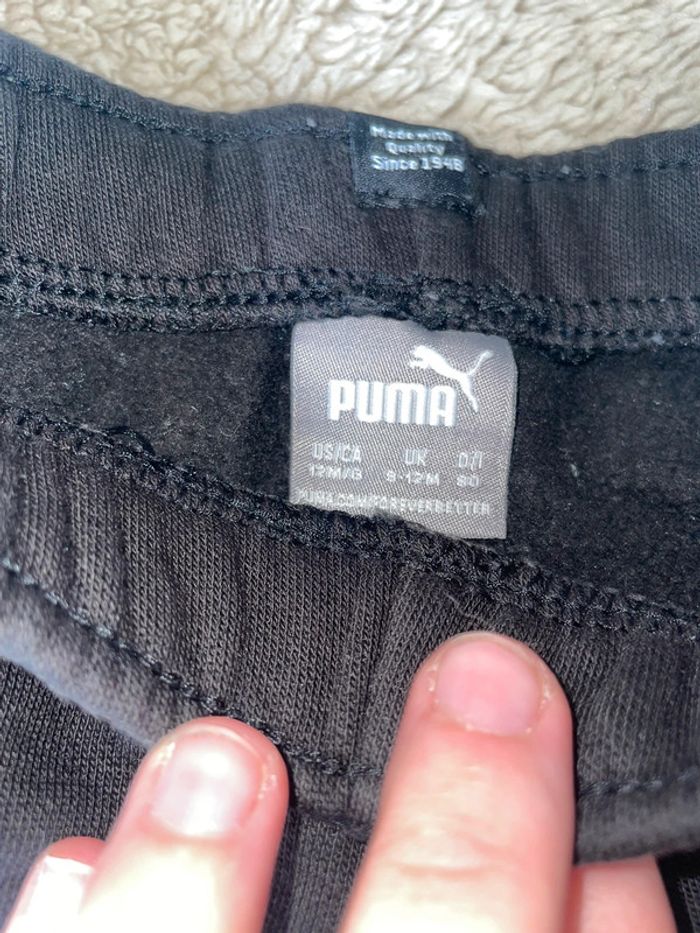 Made with
Quality
Since 1948
PUMA
US/CA UK D/I
12M/G 9-12M 80
PUMA.COM/FOREVERBETTER